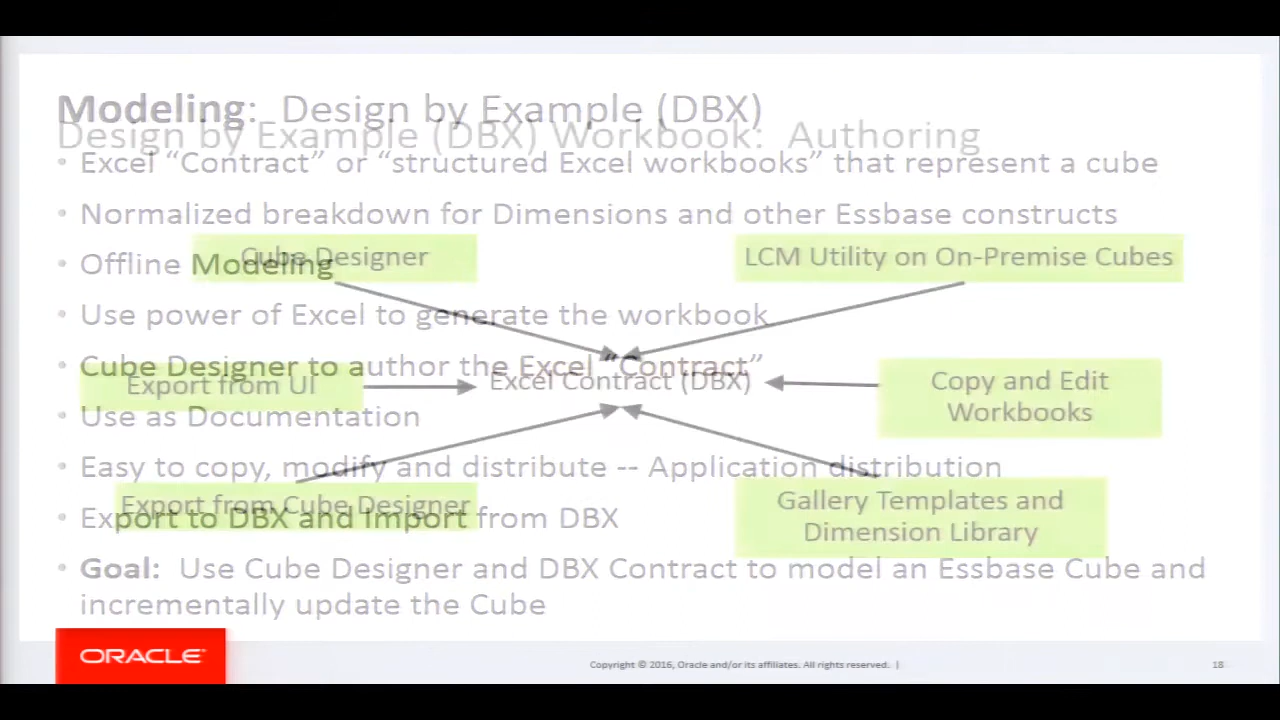 Modeling: Design by Example (DBX)
Design by Example (DBX) Workbook: Authoring
• Excel “Contract” or “structured Excel workbooks” that represent a cube
• Normalized breakdown for Dimensions and other Essbase constructs
Cube Designer
LCM Utility on On-Premise Cubes
• Offline Modeling
• Use power of Excel to generate the workbook
• Cube Designer to author the Excel “Contract”
Export from UI
Excel Contract (DBX)
Copy and Edit
Workbooks
• Use as Documentation
• Easy to copy, modify and distribute -- Application distribution
Export from Cube Designer
Gallery Templates and
Dimension Library
• Export to DBX and Import from DBX
• Goal: Use Cube Designer and DBX Contract to model an Essbase Cube and
incrementally update the Cube
ORACLE
Copyright © 2016, Oracle and/or its affiliates. All rights reserved. |
18